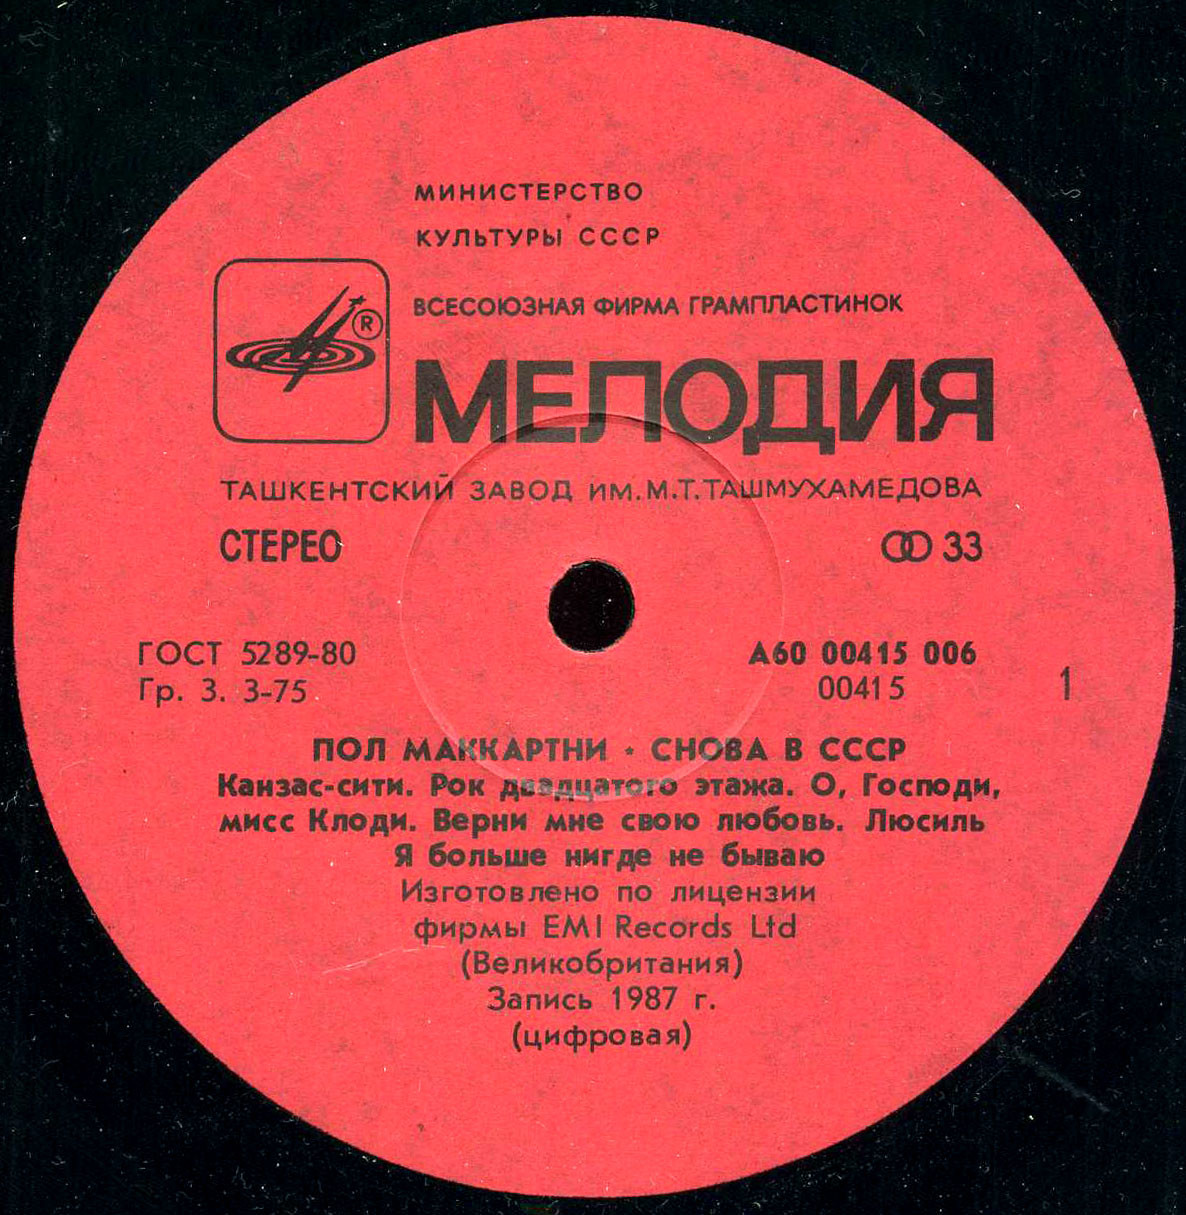 МИНИСТЕРСТВО
КУЛЬТУРЫ СССР
ВСЕСОЮЗНАЯ ФИРМА ГРАМПЛАСТИНОК
®
МЕЛОДИЯ
ТАШКЕНТСКИЙ ЗАВОД ИМ.М.Т.ТАШМУХАМЕДОВА
СТЕРЕО 33
ГОСТ 5289-80 А60 00415 006
Гр. 3. 3-75 00415 1
ПОЛ МАККАРТНИ * СНОВА В СССР
Канзас-сити. Рок двадцатого этажа. О, Господи,
мисс Клоди. Верни мне свою любовь. Люсиль
Я больше нигде не бываю
Изготовлено по лицензии
фирмы EMI Records Ltd
(Великобритания)
Запись 1987 г.
(цифровая)